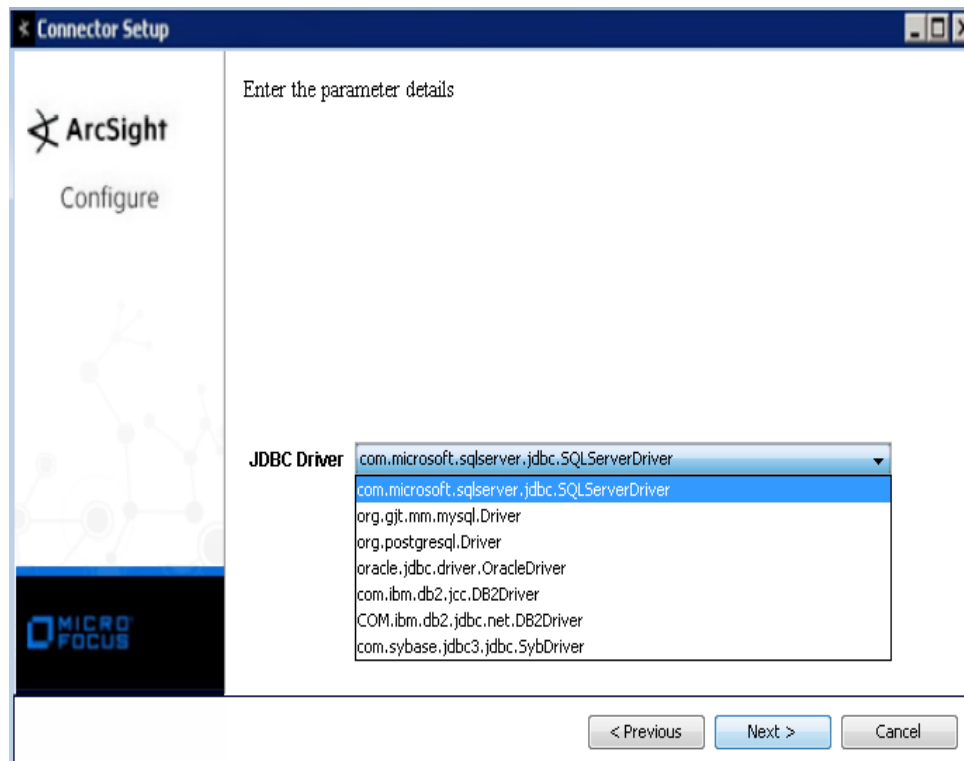 Connector Setup
ArcSight
Configure
Enter the parameter details
JDBC Driver com.microsoft.sqlserver.jdbc.SQLServerDriver
com.microsoft.sqlserver.jdbc.SQLServerDriver
org.gjt.mm.mysql.Driver
org.postgresql.Driver
oracle.jdbc.driver.OracleDriver
com.ibm.db2.jcc.DB2Driver
COM.ibm.db2.jdbc.net.DB2Driver
com.sybase.jdbc3.jdbc.SybDriver
MICRO
FOCUS
< Previous Next > Cancel